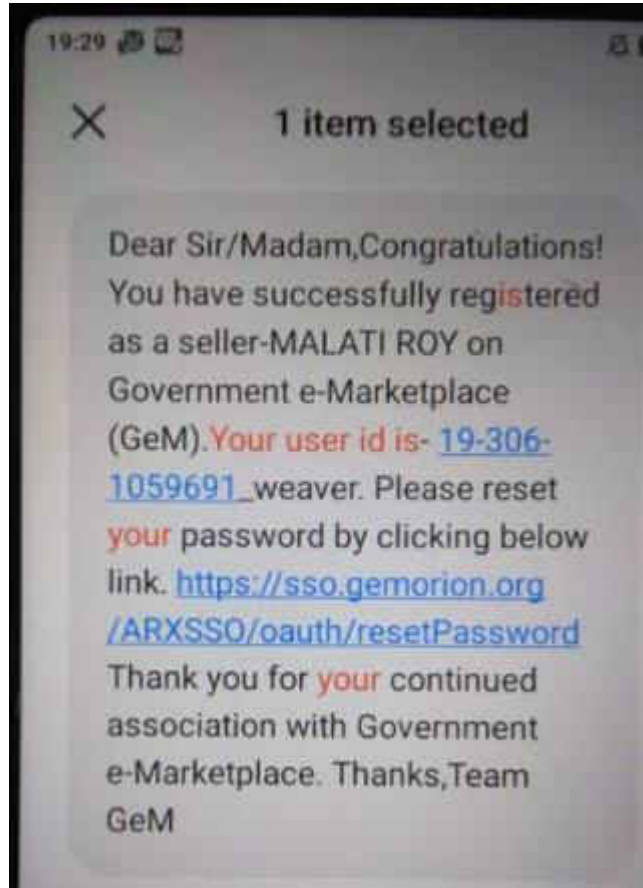 19:29
1 item selected
Dear Sir/Madam,Congratulations!
You have successfully registered
as a seller-MALATI ROY on
Government e-Marketplace
(GeM).Your user id is- 19-306-
1059691_weaver. Please reset
your password by clicking below
link. https://sso.gemorion.org
/ARXSSO/oauth/resetPassword
Thank you for your continued
association with Government
e-Marketplace. Thanks,Team
GeM